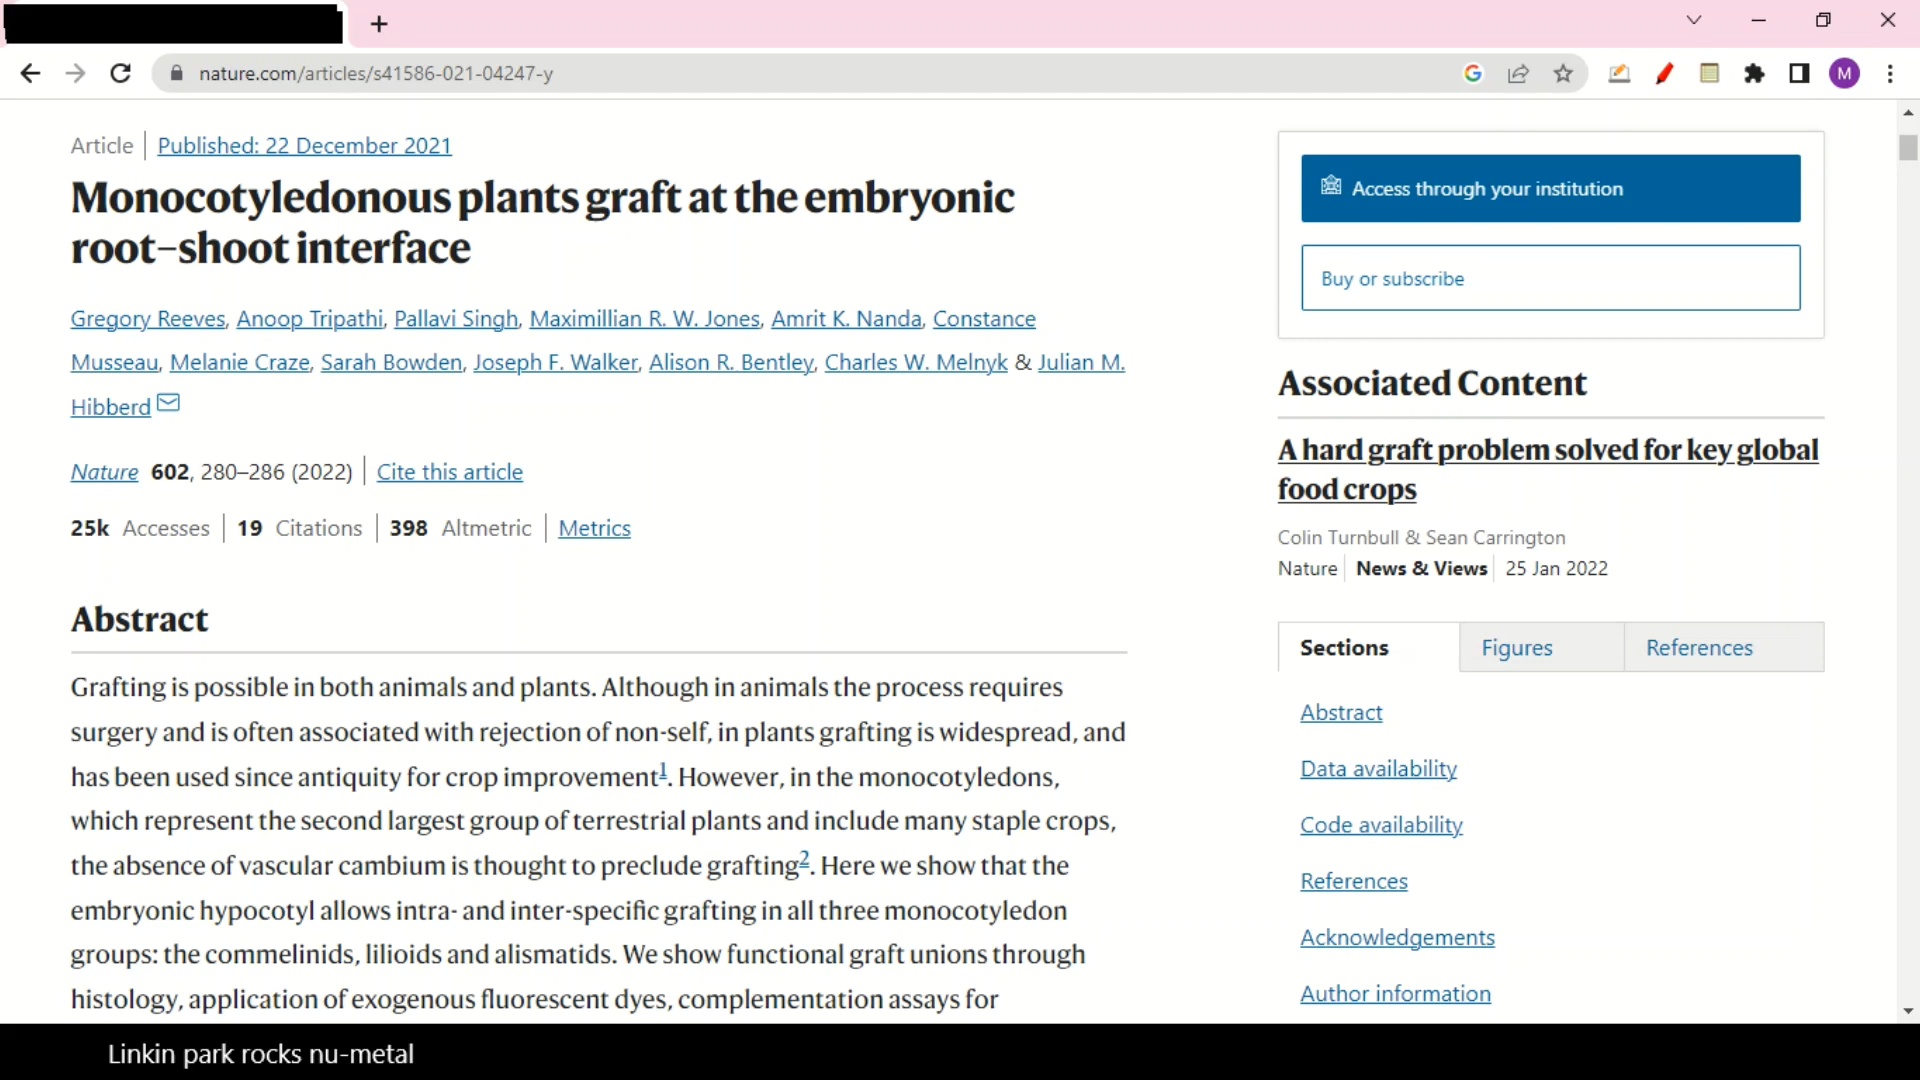 nature.com/articles/s41586-021-04247-y
M
Article | Published: 22 December 2021
Monocotyledonous plants graft at the embryonic
root–shoot interface
Gregory Reeves, Anoop Tripathi, Pallavi Singh, Maximillian R. W. Jones, Amrit K. Nanda, Constance
Musseau, Melanie Craze, Sarah Bowden, Joseph F. Walker, Alison R. Bentley, Charles W. Melnyk & Julian M.
Hibberd
Nature 602, 280–286 (2022) | Cite this article
25k Accesses | 19 Citations | 398 Altmetric | Metrics
Abstract
Grafting is possible in both animals and plants. Although in animals the process requires
surgery and is often associated with rejection of non-self, in plants grafting is widespread, and
has been used since antiquity for crop improvement1. However, in the monocotyledons,
which represent the second largest group of terrestrial plants and include many staple crops,
the absence of vascular cambium is thought to preclude grafting2. Here we show that the
embryonic hypocotyl allows intra- and inter-specific grafting in all three monocotyledon
groups: the commelinids, lilioids and alismatids. We show functional graft unions through
histology, application of exogenous fluorescent dyes, complementation assays for
Access through your institution
Buy or subscribe
Associated Content
A hard graft problem solved for key global
food crops
Colin Turnbull & Sean Carrington
Nature | News & Views | 25 Jan 2022
Sections Figures References
Abstract
Data availability
Code availability
References
Acknowledgements
Author information
Linkin park rocks nu-metal